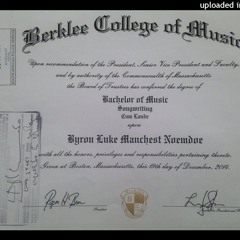 uploaded i
Berklee College of Music
Upon recommendation of the President, Senior Vice President and Faculty
and by authority of the Commonwealth of Massachusetts
the Board of Trustees has conferred the degree of
Bachelor of Music
Songwriting
Cum Laude
upon
Byron Luke Manchest Noemdoe
with all the honors, privileges and responsibilities pertaining thereto.
Given at Boston, Massachusetts, this day of December, 2016.